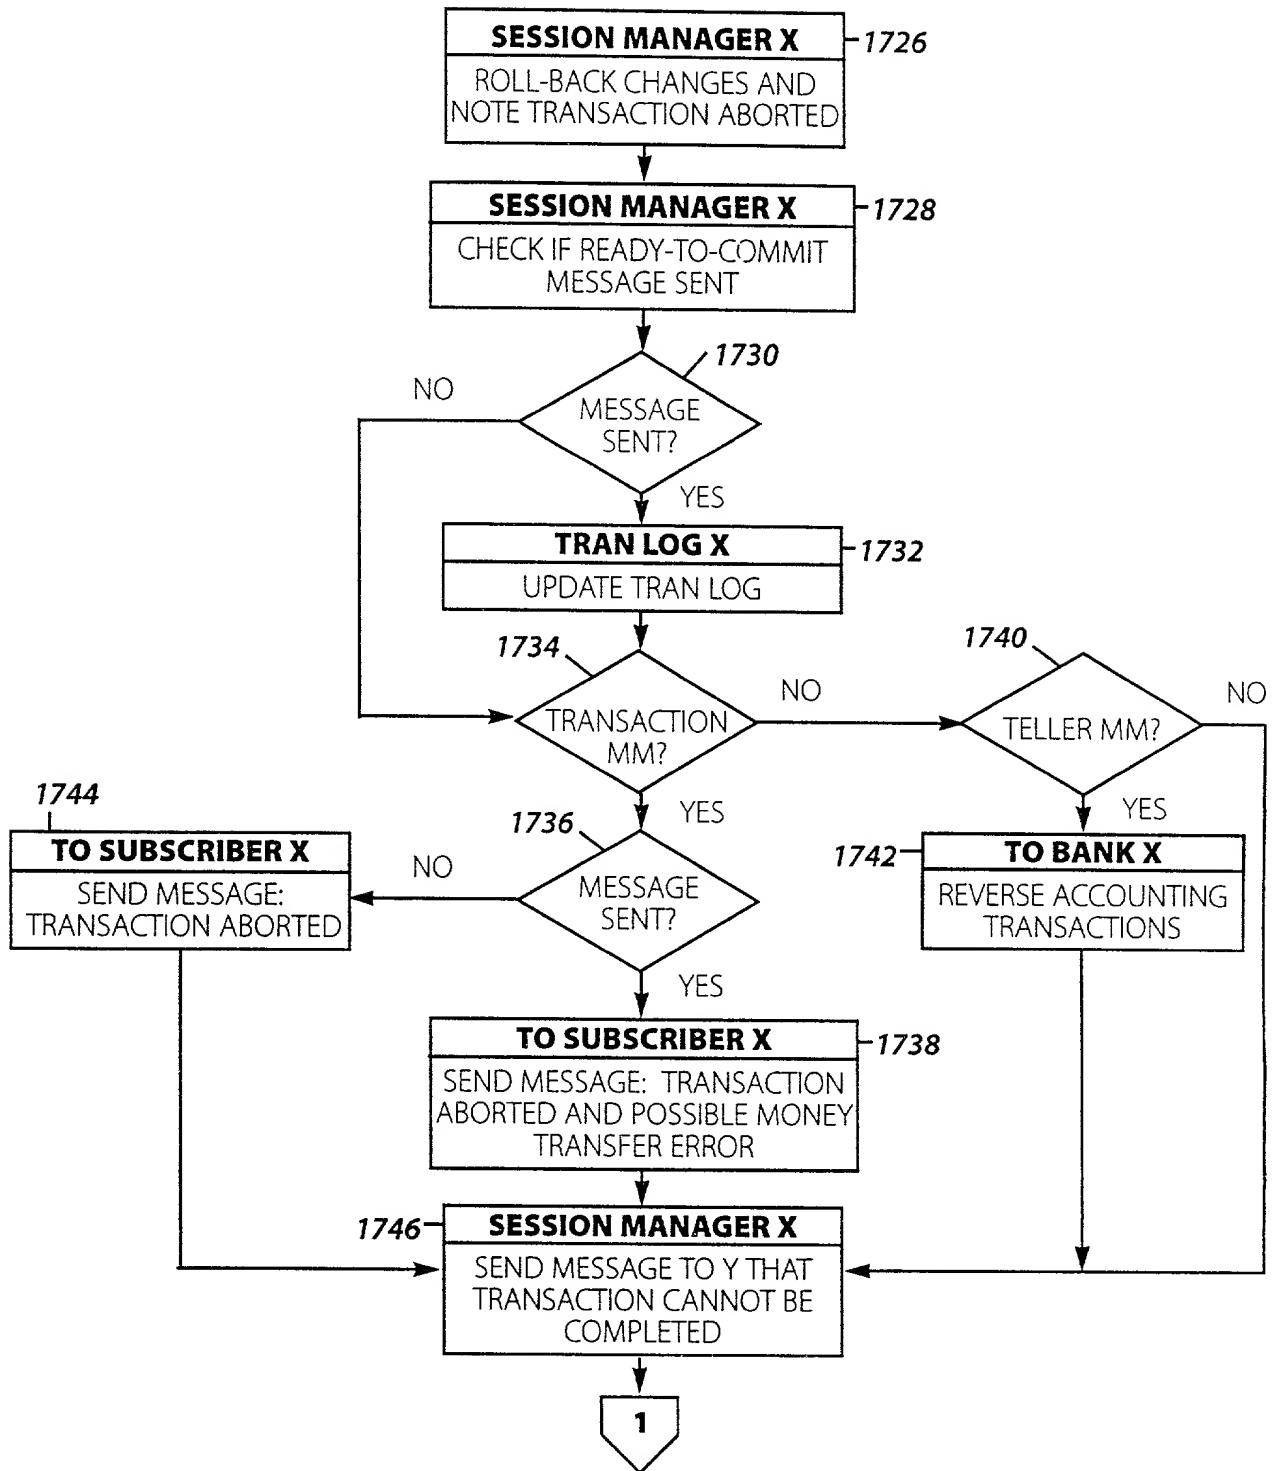 SESSION MANAGER X
1726
ROLL-BACK CHANGES AND
NOTE TRANSACTION ABORTED
SESSION MANAGER X
1728
CHECK IF READY-TO-COMMIT
MESSAGE SENT
1730
NO
MESSAGE
SENT?
YES
TRAN LOG X
1732
UPDATE TRAN LOG
1734
1740
NO
NO
TRANSACTION
MM?
TELLER MM?
1744
YES
YES
1736
TO SUBSCRIBER X
NO
1742
TO BANK X
SEND MESSAGE:
TRANSACTION ABORTED
MESSAGE
SENT?
REVERSE ACCOUNTING
TRANSACTIONS
YES
TO SUBSCRIBER X
1738
SEND MESSAGE: TRANSACTION
ABORTED AND POSSIBLE MONEY
TRANSFER ERROR
1746
SESSION MANAGER X
SEND MESSAGE TO Y THAT
TRANSACTION CANNOT BE
COMPLETED
1